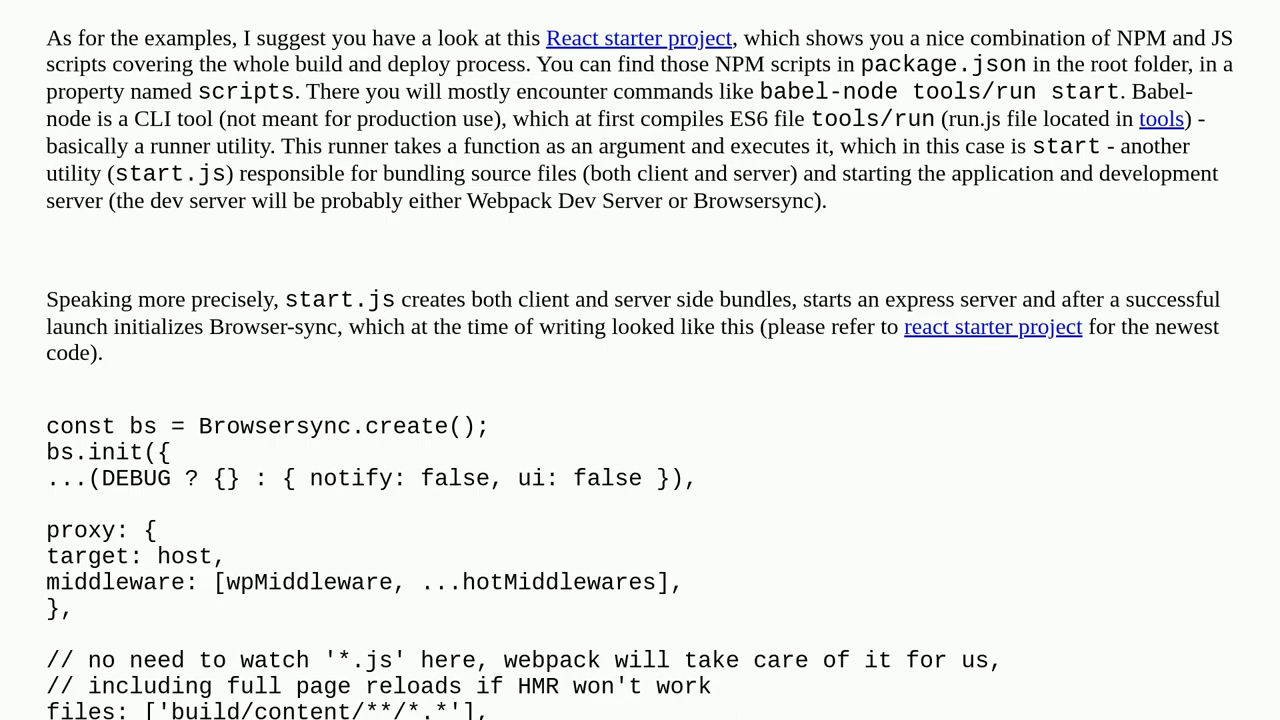 As for the examples, I suggest you have a look at this React starter project, which shows you a nice combination of NPM and JS
scripts covering the whole build and deploy process. You can find those NPM scripts in package.json in the root folder, in a
property named scripts. There you will mostly encounter commands like babel-node tools/run start. Babel-
node is a CLI tool (not meant for production use), which at first compiles ES6 file tools/run (run.js file located in tools) -
basically a runner utility. This runner takes a function as an argument and executes it, which in this case is start - another
utility (start.js) responsible for bundling source files (both client and server) and starting the application and development
server (the dev server will be probably either Webpack Dev Server or Browsersync).
Speaking more precisely, start.js creates both client and server side bundles, starts an express server and after a successful
launch initializes Browser-sync, which at the time of writing looked like this (please refer to react starter project for the newest
code).
const bs = Browsersync.create();
bs.init({
...(DEBUG ? {} : { notify: false, ui: false }),
proxy: {
target: host,
middleware: [wpMiddleware, ...hotMiddlewares],
},
// no need to watch '*.js' here, webpack will take care of it for us,
// including full page reloads if HMR won't work
files: ['build/content/**/*.*'],